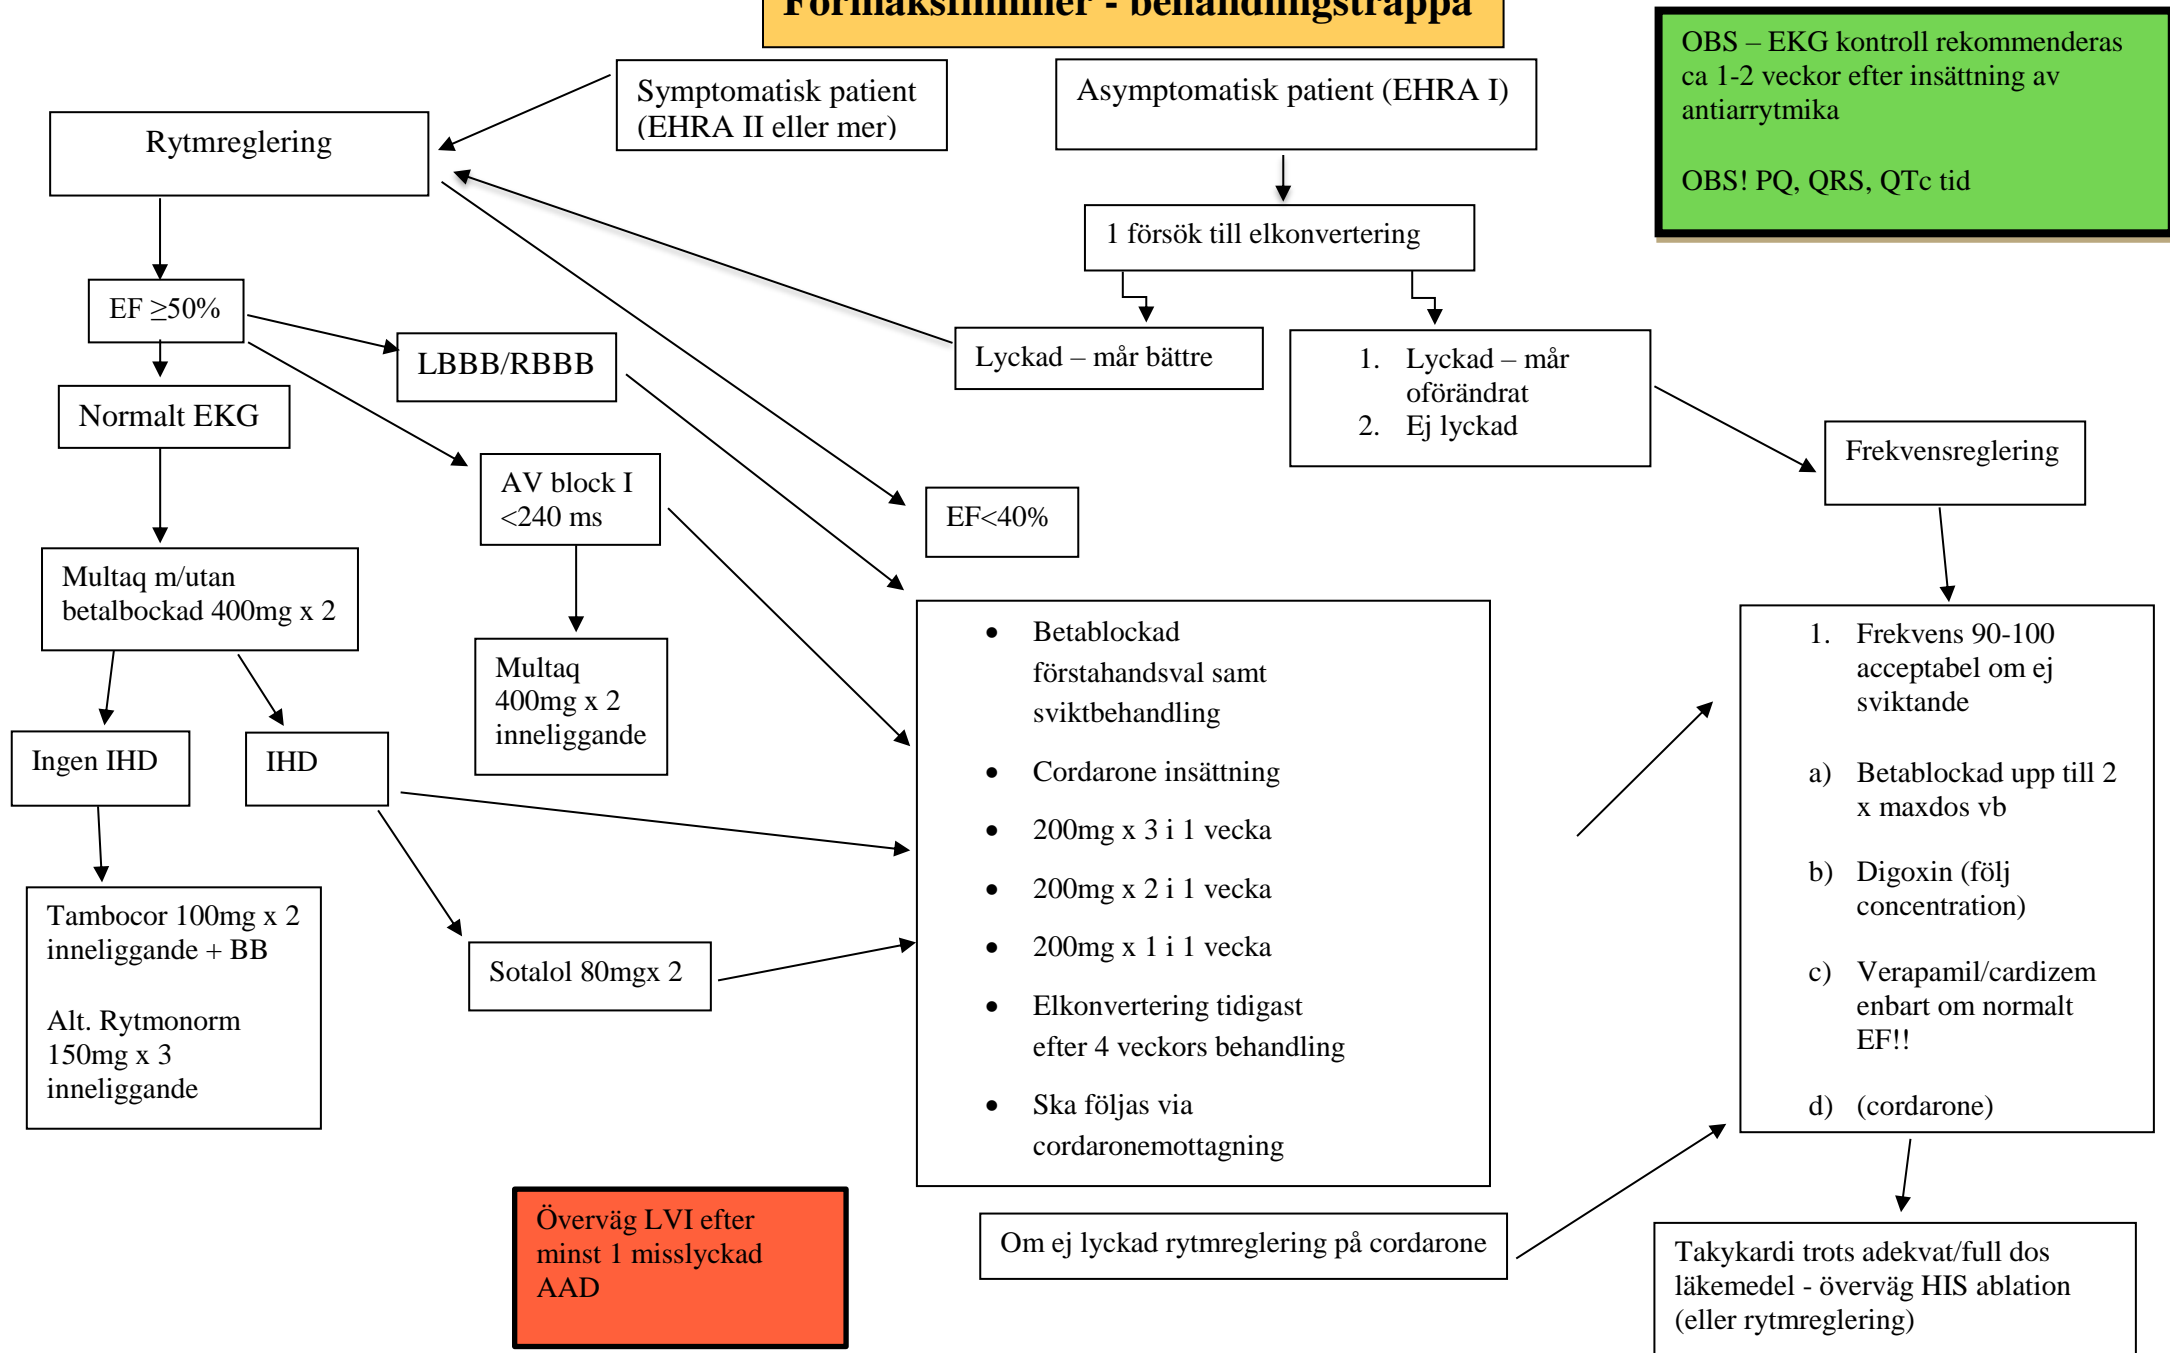 Förmaksflimmer - behandlingstrappa
OBS – EKG kontroll rekommenderas
ca 1-2 veckor efter insättning av
antiarrytmika
OBS! PQ, QRS, QTc tid
Symptomatisk patient
(EHRA II eller mer)
Asymptomatisk patient (EHRA I)
Rytmreglering
1 försök till elkonvertering
EF ≥50%
LBBB/RBBB
Lyckad – mår bättre
1. Lyckad – mår
oförändrat
2. Ej lyckad
Normalt EKG
Frekvensreglering
AV block I
<240 ms
EF<40%
Multaq m/utan
betalbockad 400mg x 2
Multaq
400mg x 2
inneliggande
Ingen IHD
IHD
Tambocor 100mg x 2
inneliggande + BB
Alt. Rytmonorm
150mg x 3
inneliggande
Sotalol 80mgx 2
• Betablockad
förstahandsval samt
sviktbehandling
• Cordarone insättning
• 200mg x 3 i 1 vecka
• 200mg x 2 i 1 vecka
• 200mg x 1 i 1 vecka
• Elkonvertering tidigast
efter 4 veckors behandling
• Ska följas via
cordaronemottagning
1. Frekvens 90-100
acceptabel om ej
sviktande
a) Betablockad upp till 2
x maxdos vb
b) Digoxin (följ
concentration)
c) Verapamil/cardizem
enbart om normalt
EF!!
d) (cordarone)
Överväg LVI efter
minst 1 misslyckad
AAD
Om ej lyckad rytmreglering på cordarone
Takykardi trots adekvat/full dos
läkemedel - överväg HIS ablation
(eller rytmreglering)